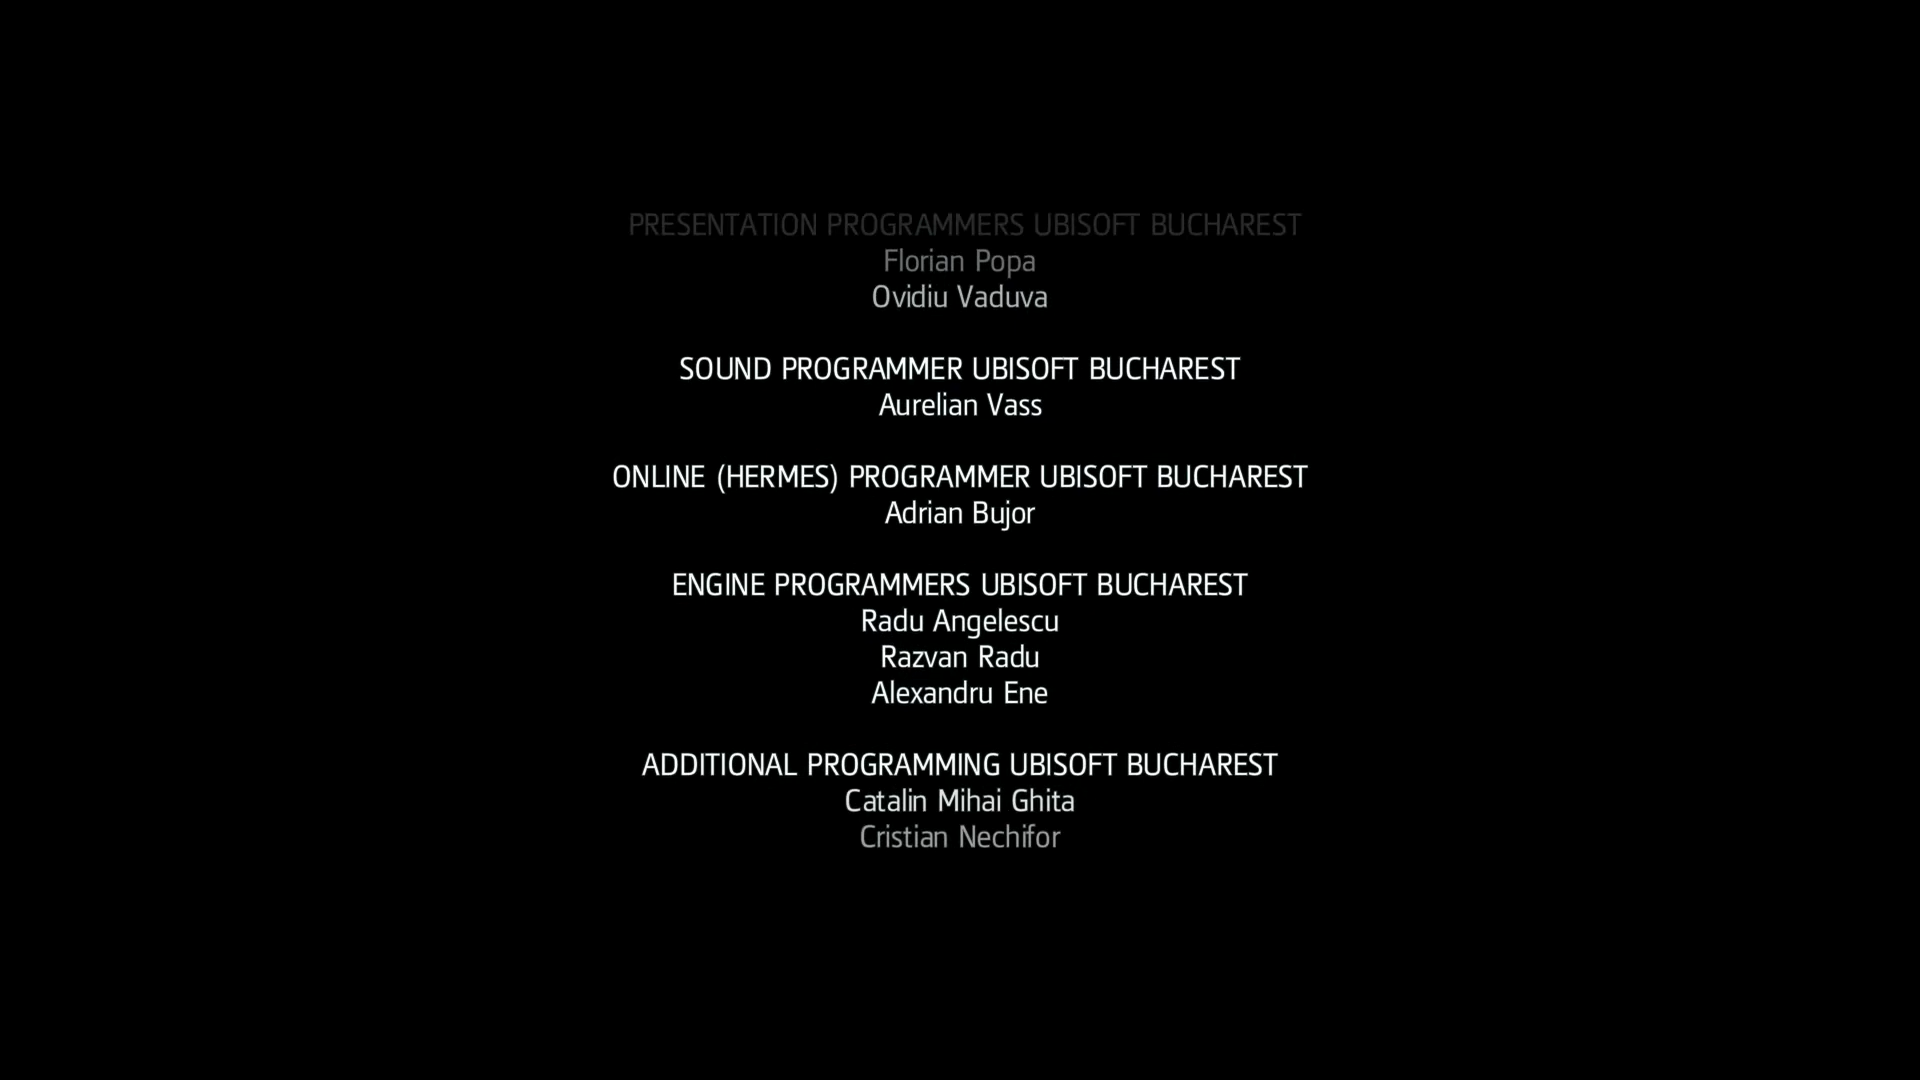 PRESENTATION PROGRAMMERS UBISOFT BUCHAREST
Florian Popa
Ovidiu Vaduva
SOUND PROGRAMMER UBISOFT BUCHAREST
Aurelian Vass
ONLINE (HERMES) PROGRAMMER UBISOFT BUCHAREST
Adrian Bujor
ENGINE PROGRAMMERS UBISOFT BUCHAREST
Radu Angelescu
Razvan Radu
Alexandru Ene
ADDITIONAL PROGRAMMING UBISOFT BUCHAREST
Catalin Mihai Ghita
Cristian Nechifor